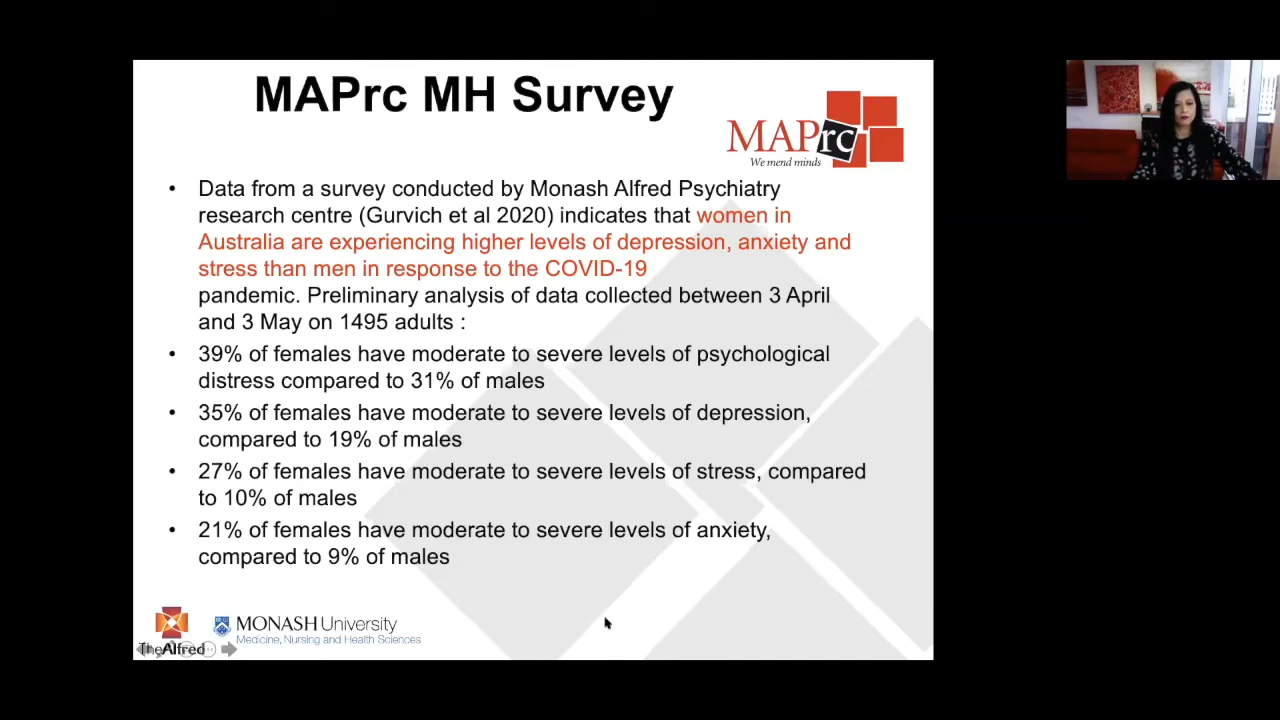 MAPrc MH Survey
MAPrc
We mend minds
• Data from a survey conducted by Monash Alfred Psychiatry
research centre (Gurvich et al 2020) indicates that women in
Australia are experiencing higher levels of depression, anxiety and
stress than men in response to the COVID-19
pandemic. Preliminary analysis of data collected between 3 April
and 3 May on 1495 adults :
• 39% of females have moderate to severe levels of psychological
distress compared to 31% of males
• 35% of females have moderate to severe levels of depression,
compared to 19% of males
• 27% of females have moderate to severe levels of stress, compared
to 10% of males
• 21% of females have moderate to severe levels of anxiety,
compared to 9% of males
MONASH University
Medicine, Nursing and Health Sciences
TheAlfred